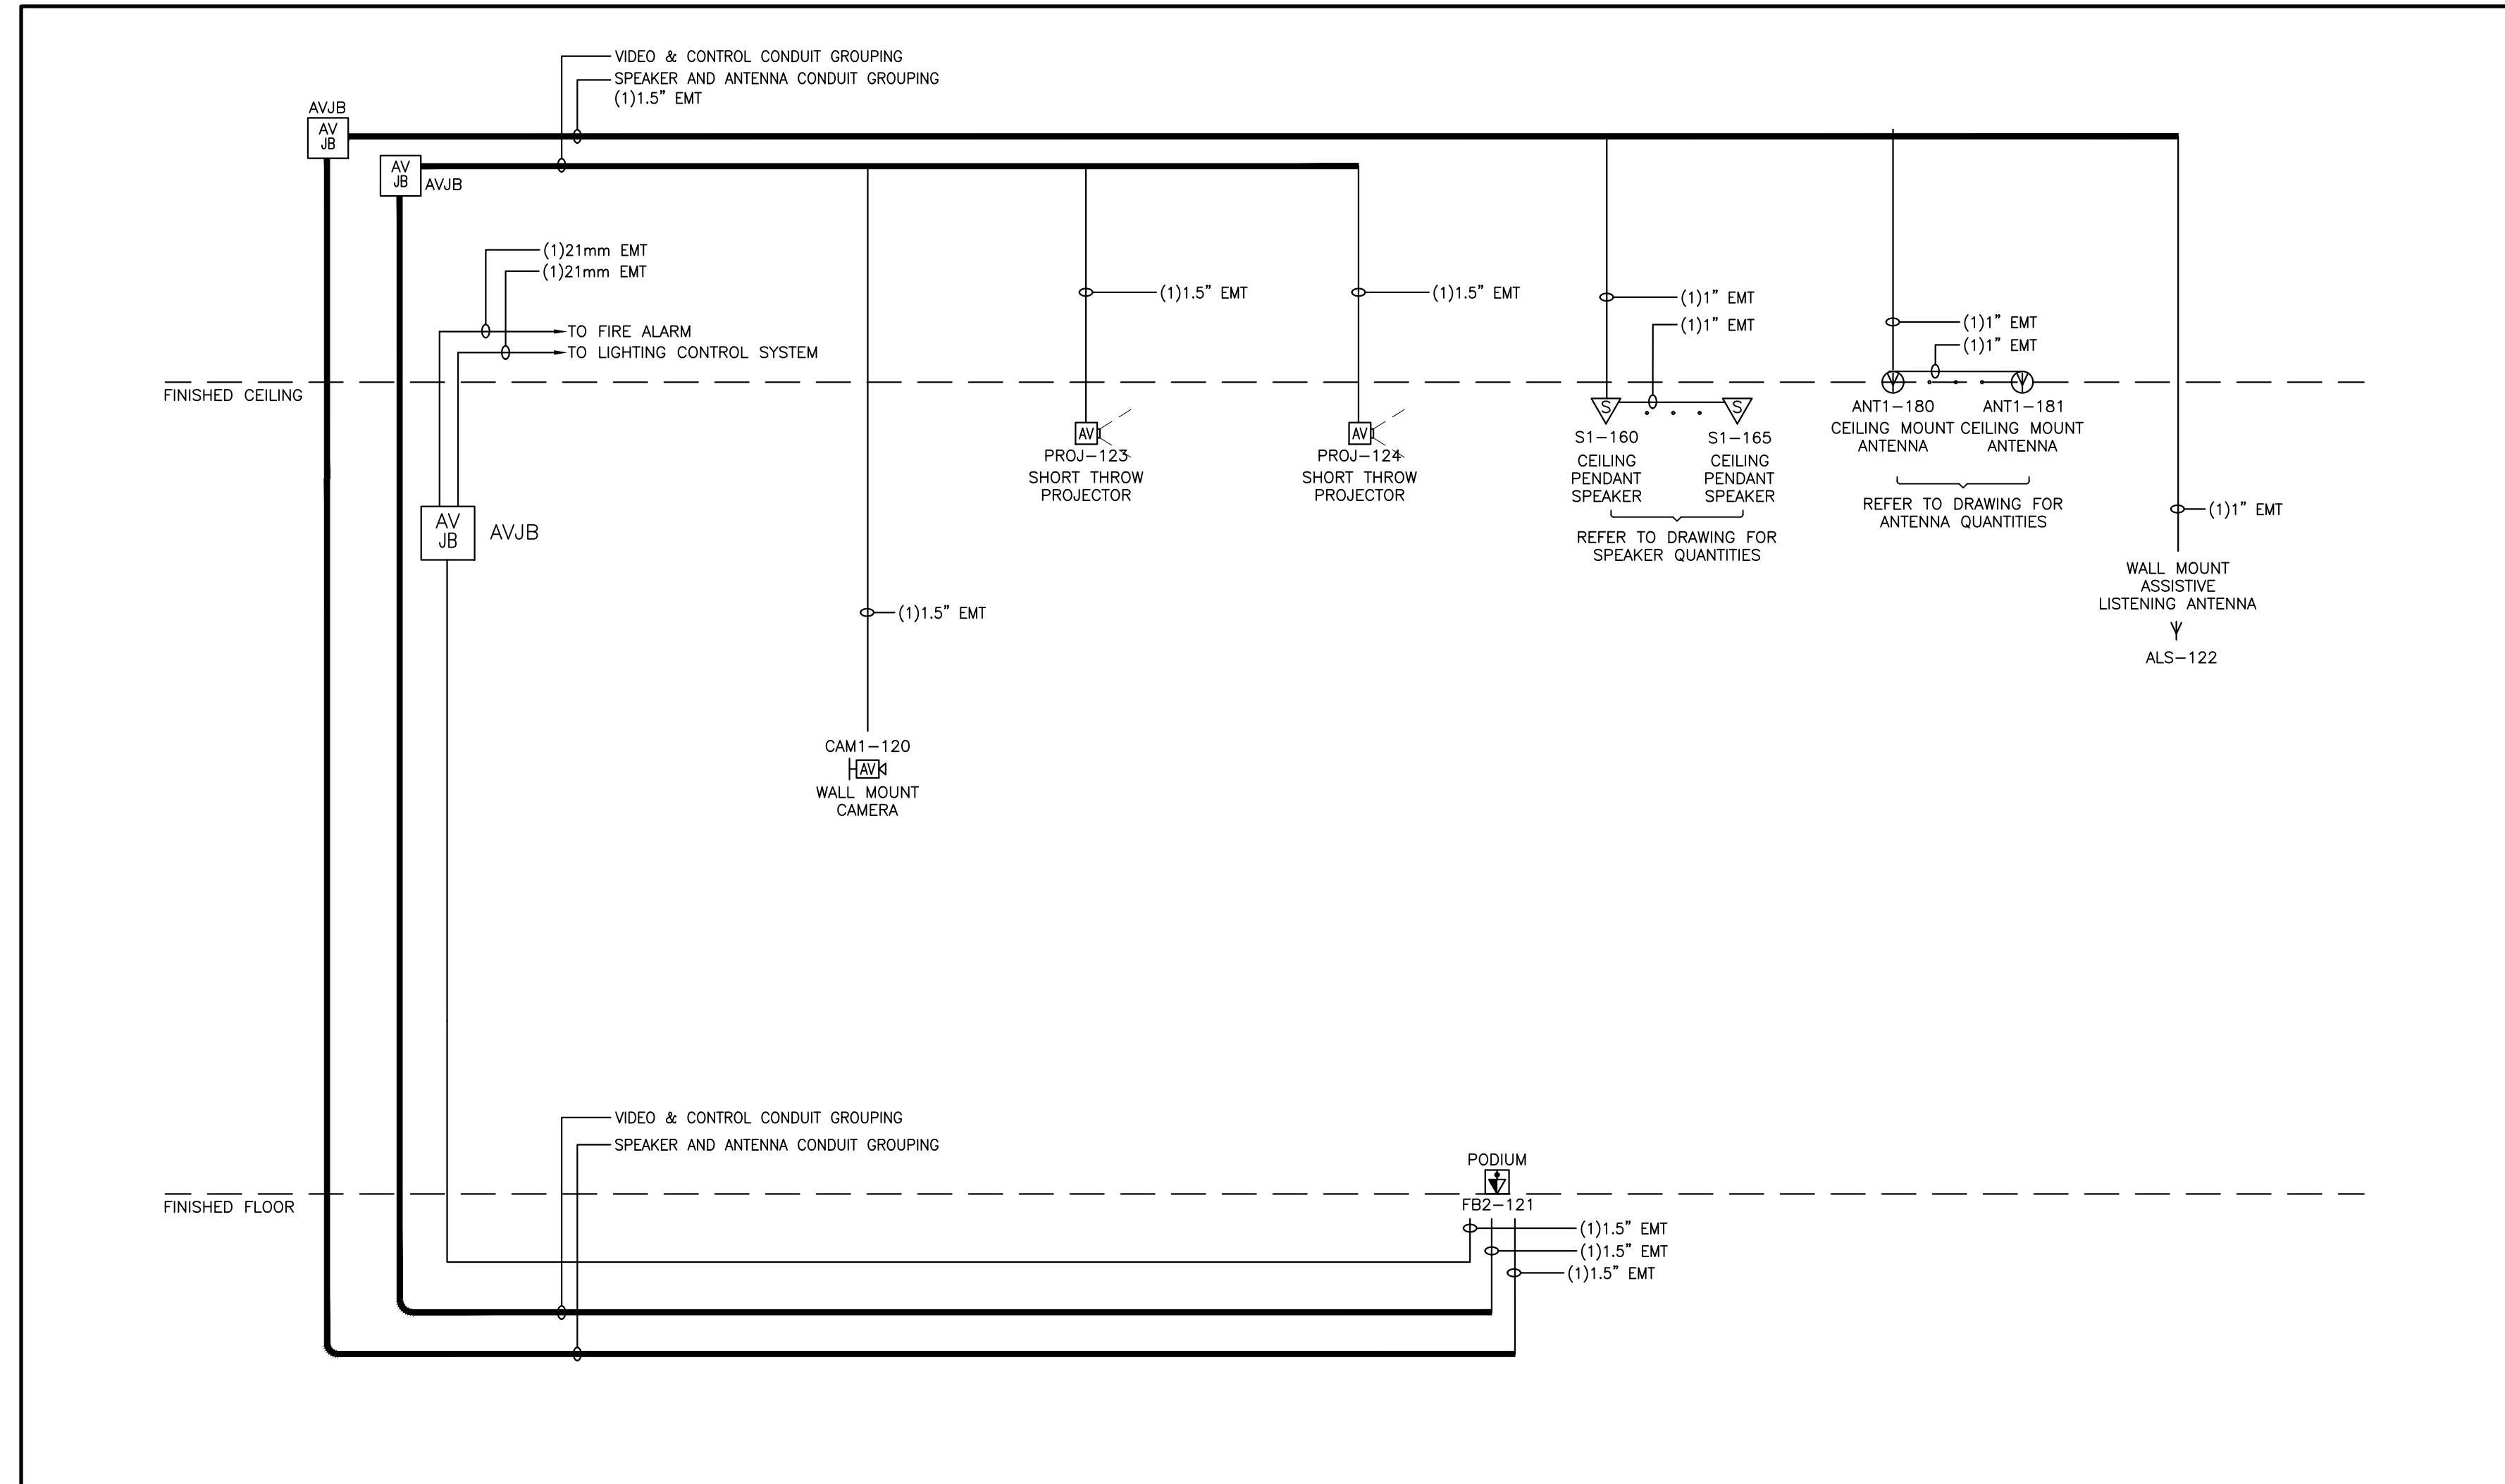 VIDEO & CONTROL CONDUIT GROUPING
SPEAKER AND ANTENNA CONDUIT GROUPING
(1)1.5” EMT
AVJB
AV
JB
AV
JB
AVJB
(1)21mm EMT
(1)21mm EMT
TO FIRE ALARM
TO LIGHTING CONTROL SYSTEM
(1)1.5” EMT
(1)1.5” EMT
(1)1” EMT
(1)1” EMT
(1)1” EMT
(1)1” EMT
FINISHED CEILING
AV
JB
AVJB
AV
PROJ-123
SHORT THROW
PROJECTOR
AV
PROJ-124
SHORT THROW
PROJECTOR
S
S1-160
CEILING
PENDANT
SPEAKER
S
S1-165
CEILING
PENDANT
SPEAKER
REFER TO DRAWING FOR
SPEAKER QUANTITIES
ANT1-180
CEILING MOUNT
ANTENNA
ANT1-181
CEILING MOUNT
ANTENNA
REFER TO DRAWING FOR
ANTENNA QUANTITIES
(1)1” EMT
WALL MOUNT
ASSISTIVE
LISTENING ANTENNA
ALS-122
(1)1.5” EMT
CAM1-120
AV
WALL MOUNT
CAMERA
VIDEO & CONTROL CONDUIT GROUPING
SPEAKER AND ANTENNA CONDUIT GROUPING
PODIUM
FINISHED FLOOR
FB2-121
(1)1.5” EMT
(1)1.5” EMT
(1)1.5” EMT